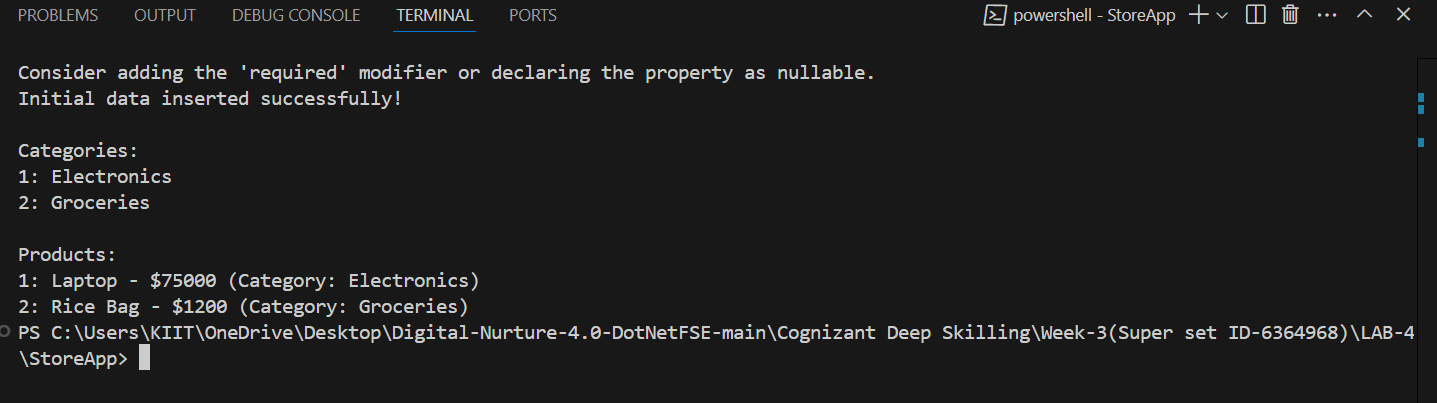 PROBLEMS OUTPUT DEBUG CONSOLE TERMINAL PORTS powershell - StoreApp
Consider adding the 'required' modifier or declaring the property as nullable.
Initial data inserted successfully!
Categories:
1: Electronics
2: Groceries
Products:
1: Laptop - $75000 (Category: Electronics)
2: Rice Bag - $1200 (Category: Groceries)
PS C:\Users\KIIT\OneDrive\Desktop\Digital-Nurture-4.0-DotNetFSE-main\Cognizant Deep Skilling\Week-3(Super set ID-6364968)\LAB-4
\StoreApp>